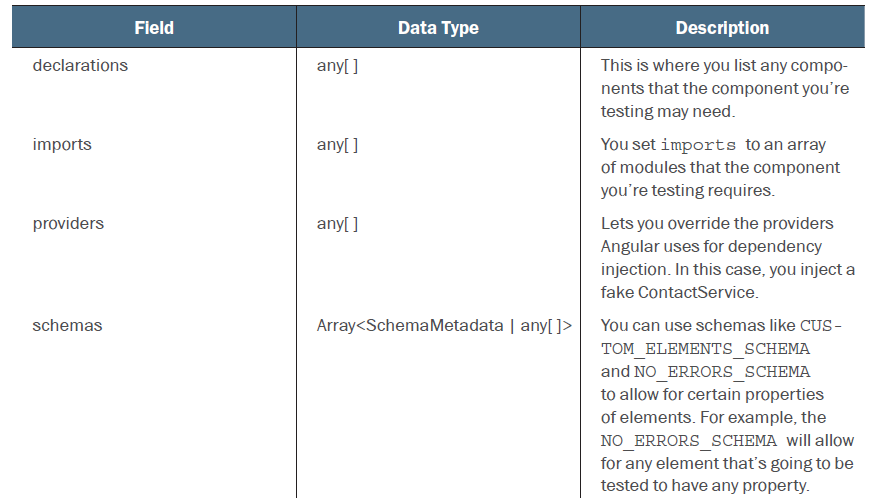 Field Data Type Description
declarations any[ ] This is where you list any compo-
nents that the component you’re
testing may need.
imports any[ ] You set imports to an array
of modules that the component
you’re testing requires.
providers any[ ] Lets you override the providers
Angular uses for dependency
injection. In this case, you inject a
fake ContactService.
schemas Array<SchemaMetadata | any[ ]> You can use schemas like CUS-
TOM_ELEMENTS_SCHEMA
and NO_ERRORS_SCHEMA
to allow for certain properties
of elements. For example, the
NO_ERRORS_SCHEMA will allow
for any element that’s going to be
tested to have any property.